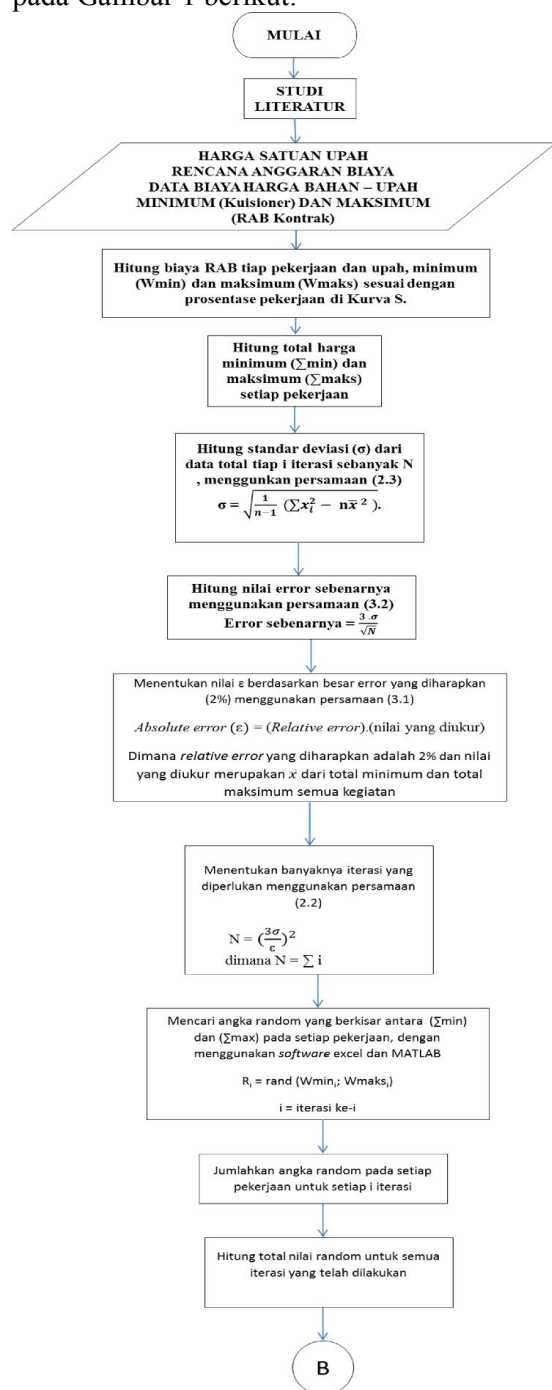 pada Gambar 1 berikut.
MULAI
STUDI
LITERATUR
HARGA SATUAN UPAH
RENCANA ANGGARAN BIAYA
DATA BIAYA HARGA BAHAN – UPAH
MINIMUM (Kuisioner) DAN MAKSIMUM
(RAB Kontrak)
Hitung biaya RAB tiap pekerjaan dan upah, minimum
(Wmin) dan maksimum (Wmaks) sesuai dengan
prosentase pekerjaan di Kurva S.
Hitung total harga
minimum (∑min) dan
maksimum (∑maks)
setiap pekerjaan
Hitung standar deviasi (σ) dari
data total tiap i iterasi sebanyak N
, menggunkan persamaan (2.3)
σ = √(1/(n−1) (∑x_i^2 − nx̄^2)).
Hitung nilai error sebenarnya
menggunakan persamaan (3.2)
Error sebenarnya = (3 .σ)/√N
Menentukan nilai ε berdasarkan besar error yang diharapkan
(2%) menggunakan persamaan (3.1)
Absolute error (ε) = (Relative error).(nilai yang diukur)
Dimana relative error yang diharapkan adalah 2% dan nilai
yang diukur merupakan ẋ dari total minimum dan total
maksimum semua kegiatan
Menentukan banyaknya iterasi yang
diperlukan menggunakan persamaan
(2.2)
N = (3σ/ε)^2
dimana N = ∑ i
Mencari angka random yang berkisar antara (∑min)
dan (∑max) pada setiap pekerjaan, dengan
menggunakan software excel dan MATLAB
R_i = rand (Wmin_i; Wmaks_i)
i = iterasi ke-i
Jumlahkan angka random pada setiap
pekerjaan untuk setiap i iterasi
Hitung total nilai random untuk semua
iterasi yang telah dilakukan
B